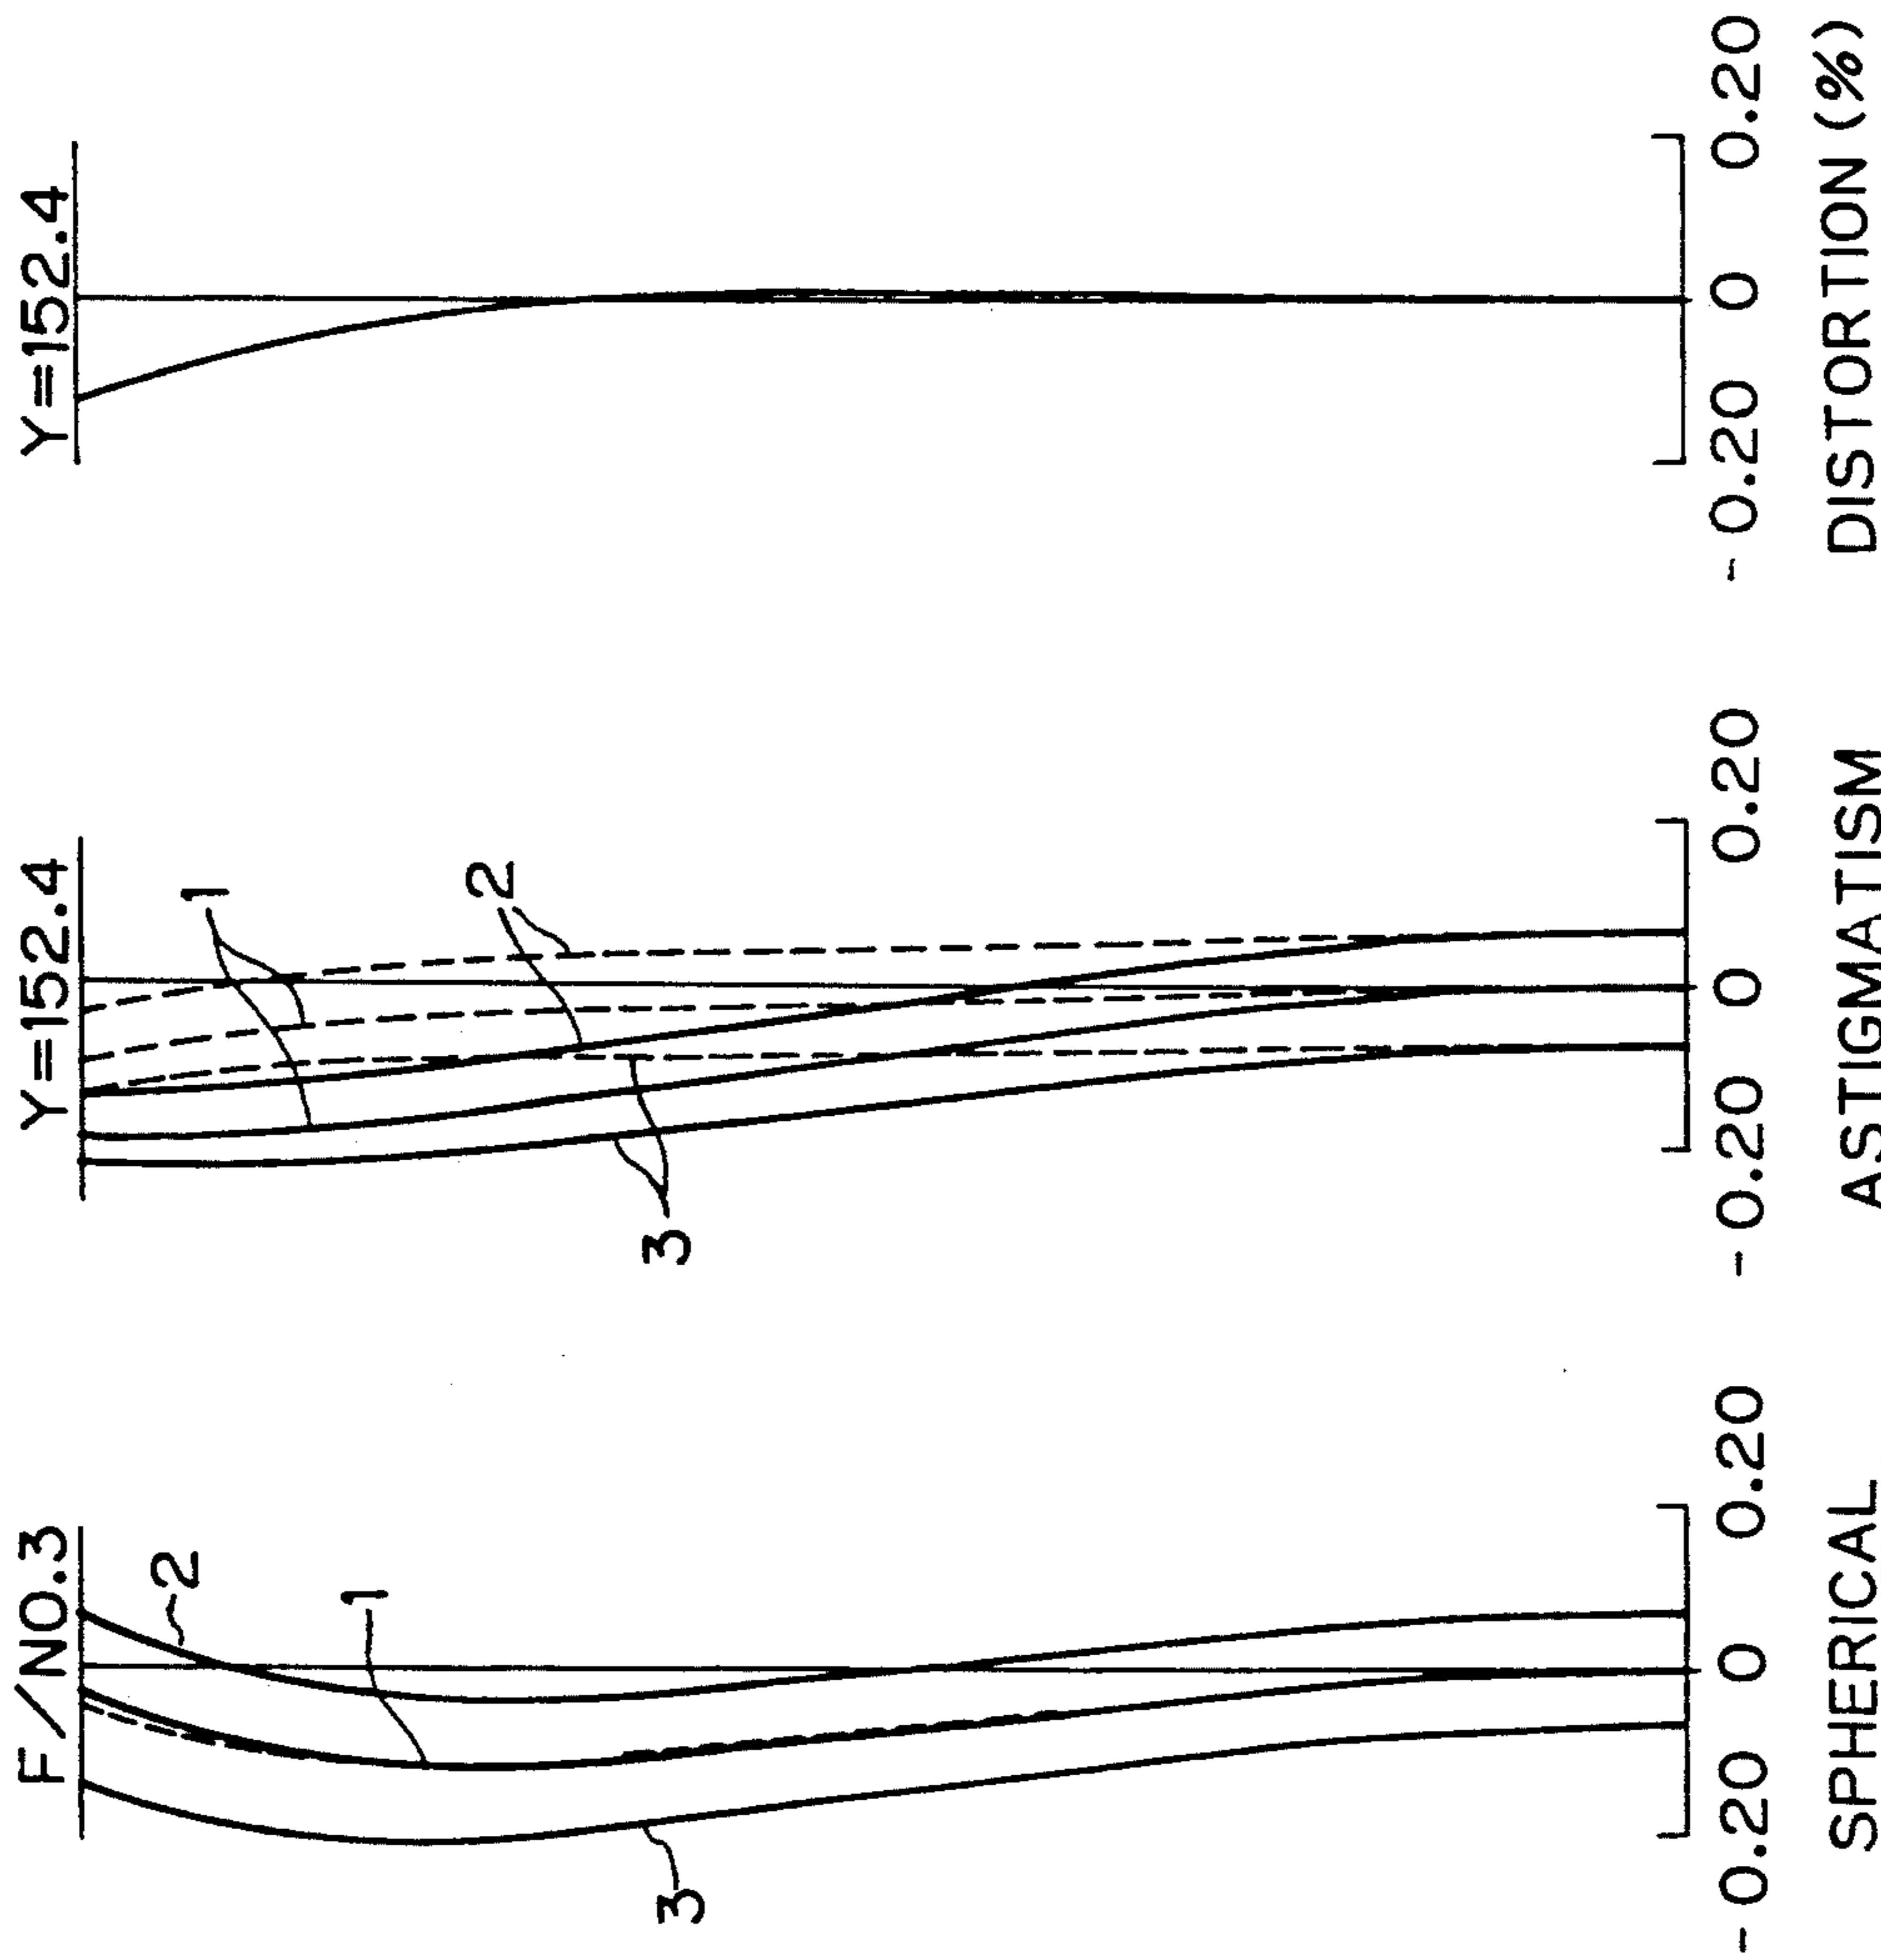 F/NO.3
2
1
3
-0.20 0 0.20
SPHERICAL
Y=152.4
1
2
3
-0.20 0 0.20
ASTIGMATISM
Y=152.4
-0.20 0 0.20
DISTORTION (%)